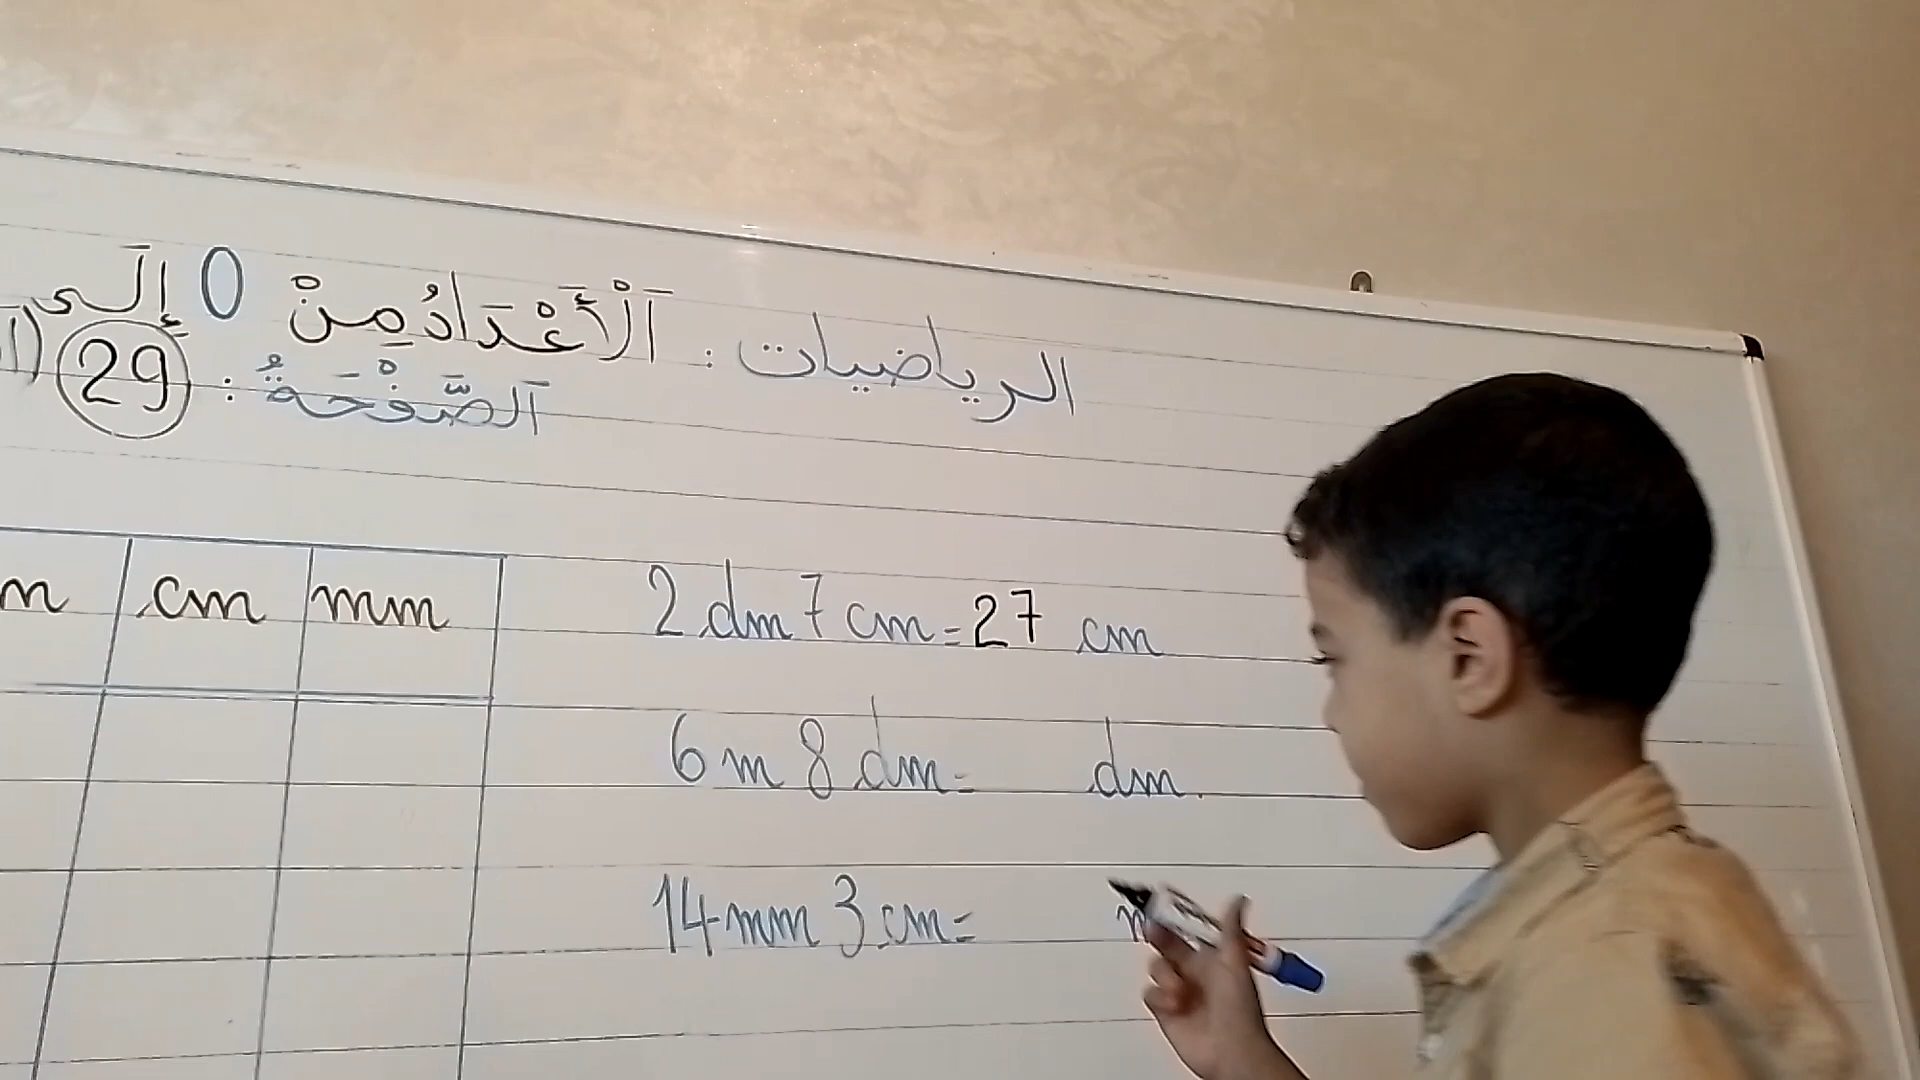 الرياضيات : اَلْأَعْدَادُ مِنْ 0 إِلَى
اَلصَّفْحَةُ : 29
cm mm
2 dm 7 cm = 27 cm
6 m 8 dm = dm
14 mm 3 cm =